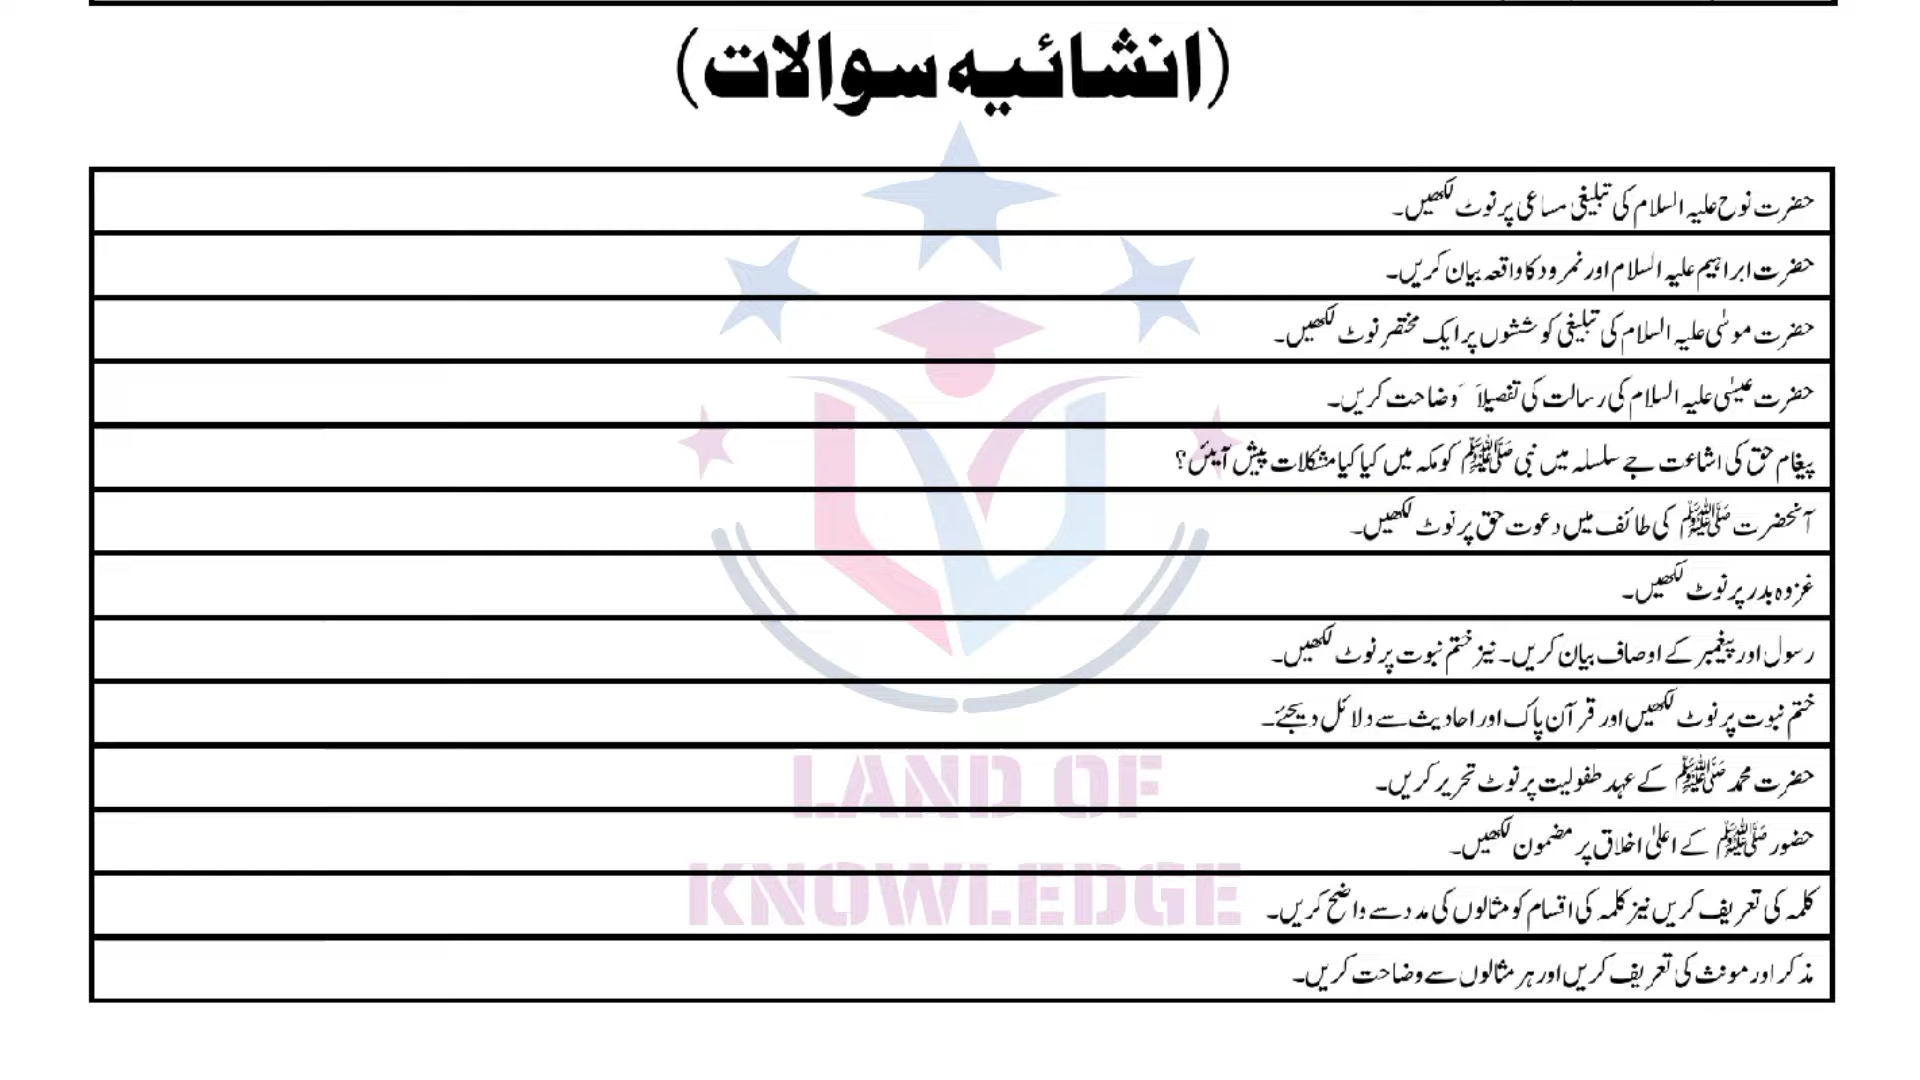 (انشائیہ سوالات)
حضرت نوح علیہ السلام کی تبلیغی مساعی پر نوٹ لکھیں۔
حضرت ابراہیم علیہ السلام اور نمرود کا واقعہ بیان کریں۔
حضرت موسٰی علیہ السلام کی تبلیغی کوششوں پر ایک مختصر نوٹ لکھیں۔
حضرت عیسٰی علیہ السلام کی رسالت کی تفصیلاً وضاحت کریں۔
پیغام حق کی اشاعت جے سلسلہ میں نبی ﷺ کو مکہ میں کیا کیا مشکلات پیش آئیں؟
آنحضرت ﷺ کی طائف میں دعوت حق پر نوٹ لکھیں۔
غزوہ بدر پر نوٹ لکھیں۔
رسول اور پیغمبر کے اوصاف بیان کریں۔ نیز ختم نبوت پر نوٹ لکھیں۔
ختم نبوت پر نوٹ لکھیں اور قرآن پاک اور احادیث سے دلائل دیجئے۔
حضرت محمد ﷺ کے عہد طفولیت پر نوٹ تحریر کریں۔
حضور ﷺ کے اعلیٰ اخلاق پر مضمون لکھیں۔
کلمہ کی تعریف کریں نیز کلمہ کی اقسام کو مثالوں کی مدد سے واضح کریں۔
مذکر اور مونث کی تعریف کریں اور ہر مثالوں سے وضاحت کریں۔
LAND OF
KNOWLEDGE